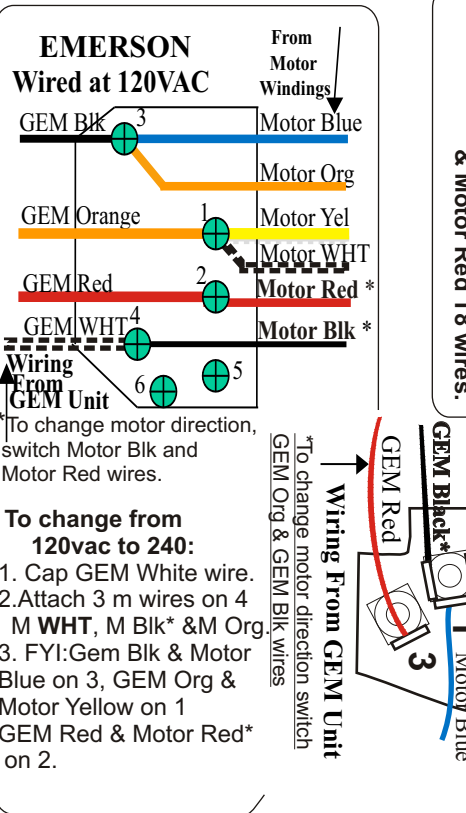 EMERSON
Wired at 120VAC
From
Motor
Windings
GEM Blk
3
Motor Blue
Motor Org
GEM Orange
1
Motor Yel
Motor WHT
GEM Red
2
Motor Red *
GEM WHT
4
Motor Blk *
Wiring
From
GEM Unit
6
5
*To change motor direction,
switch Motor Blk and
Motor Red wires.
To change from
120vac to 240:
1. Cap GEM White wire.
2.Attach 3 m wires on 4
M WHT, M Blk* &M Org.
3. FYI:Gem Blk & Motor
Blue on 3, GEM Org &
Motor Yellow on 1
GEM Red & Motor Red*
on 2.
& Motor Red T8 wires.
GEM Black*
GEM Red
Wiring From GEM Unit
*To change motor direction switch
GEM Org & GEM Blk wires
3
Motor Blue